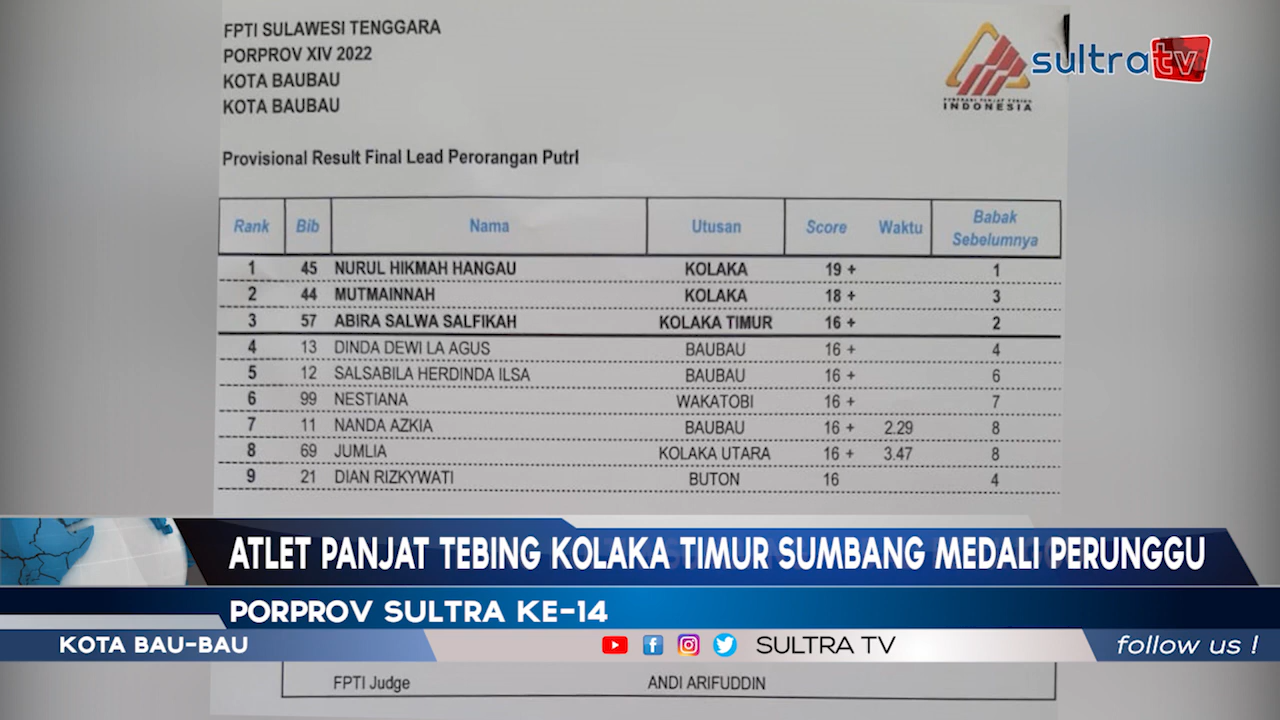 FPTI SULAWESI TENGGARA
PORPROV XIV 2022
KOTA BAUBAU
KOTA BAUBAU
INDONESIA
sultra tv
Provisional Result Final Lead Perorangan Putri
Rank Bib Nama Utusan Score Waktu Babak Sebelumnya
1 45 NURUL HIKMAH HANGAU KOLAKA 19 + 1
2 44 MUTMAINNAH KOLAKA 18 + 3
3 57 ABIRA SALWA SALFIKAH KOLAKA TIMUR 16 + 2
4 13 DINDA DEWI LA AGUS BAUBAU 16 + 4
5 12 SALSABILA HERDINDA ILSA BAUBAU 16 + 6
6 99 NESTIANA WAKATOBI 16 + 7
7 11 NANDA AZKIA BAUBAU 16 + 2.29 8
8 69 JUMLIA KOLAKA UTARA 16 + 3.47 8
9 21 DIAN RIZKYWATI BUTON 16 4
ATLET PANJAT TEBING KOLAKA TIMUR SUMBANG MEDALI PERUNGGU
PORPROV SULTRA KE-14
KOTA BAU-BAU SULTRA TV follow us !
FPTI Judge ANDI ARIFUDDIN